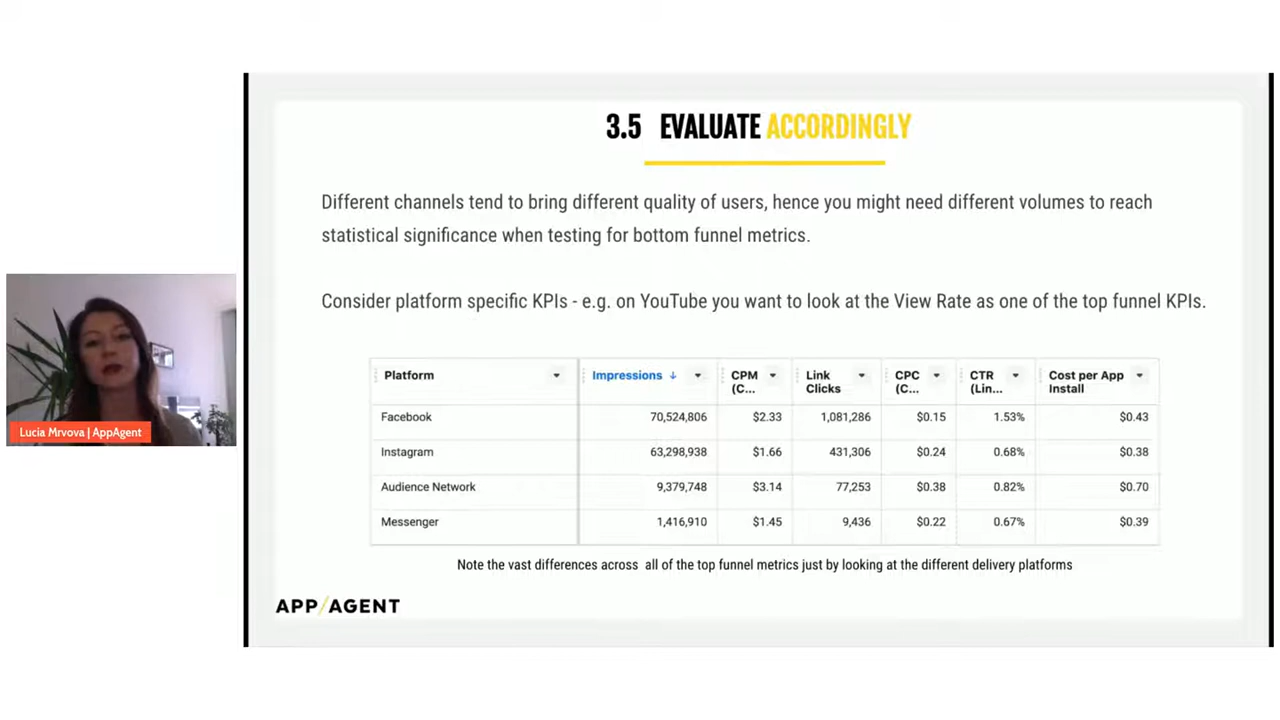 3.5 EVALUATE ACCORDINGLY
Different channels tend to bring different quality of users, hence you might need different volumes to reach
statistical significance when testing for bottom funnel metrics.
Consider platform specific KPIs - e.g. on YouTube you want to look at the View Rate as one of the top funnel KPIs.
Platform Impressions ↓ CPM (C... Link Clicks CPC (C... CTR (Lin... Cost per App Install
Facebook 70,524,806 $2.33 1,081,286 $0.15 1.53% $0.43
Instagram 63,298,938 $1.66 431,306 $0.24 0.68% $0.38
Audience Network 9,379,748 $3.14 77,253 $0.38 0.82% $0.70
Messenger 1,416,910 $1.45 9,436 $0.22 0.67% $0.39
Note the vast differences across all of the top funnel metrics just by looking at the different delivery platforms
APP/AGENT
Lucia Mrvova | AppAgent